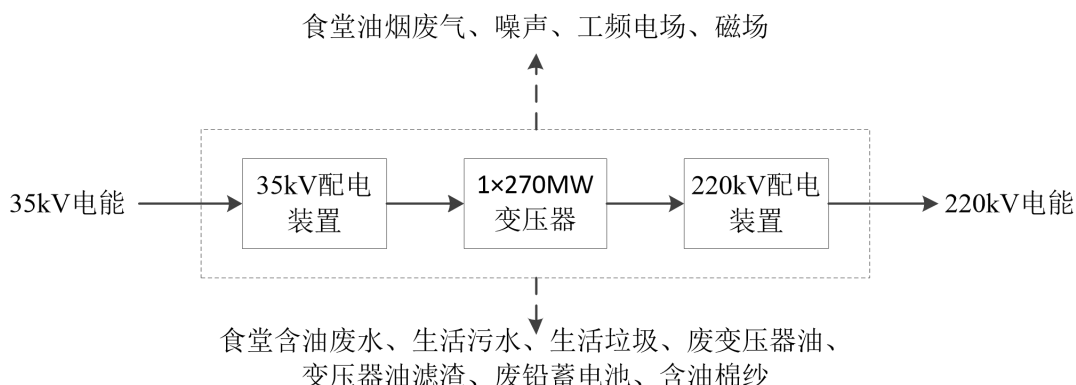 食堂油烟废气、噪声、工频电场、磁场
35kV电能
35kV配电
装置
1×270MW
变压器
220kV配电
装置
220kV电能
食堂含油废水、生活污水、生活垃圾、废变压器油、
变压器油滤渣、废铅蓄电池、含油棉纱